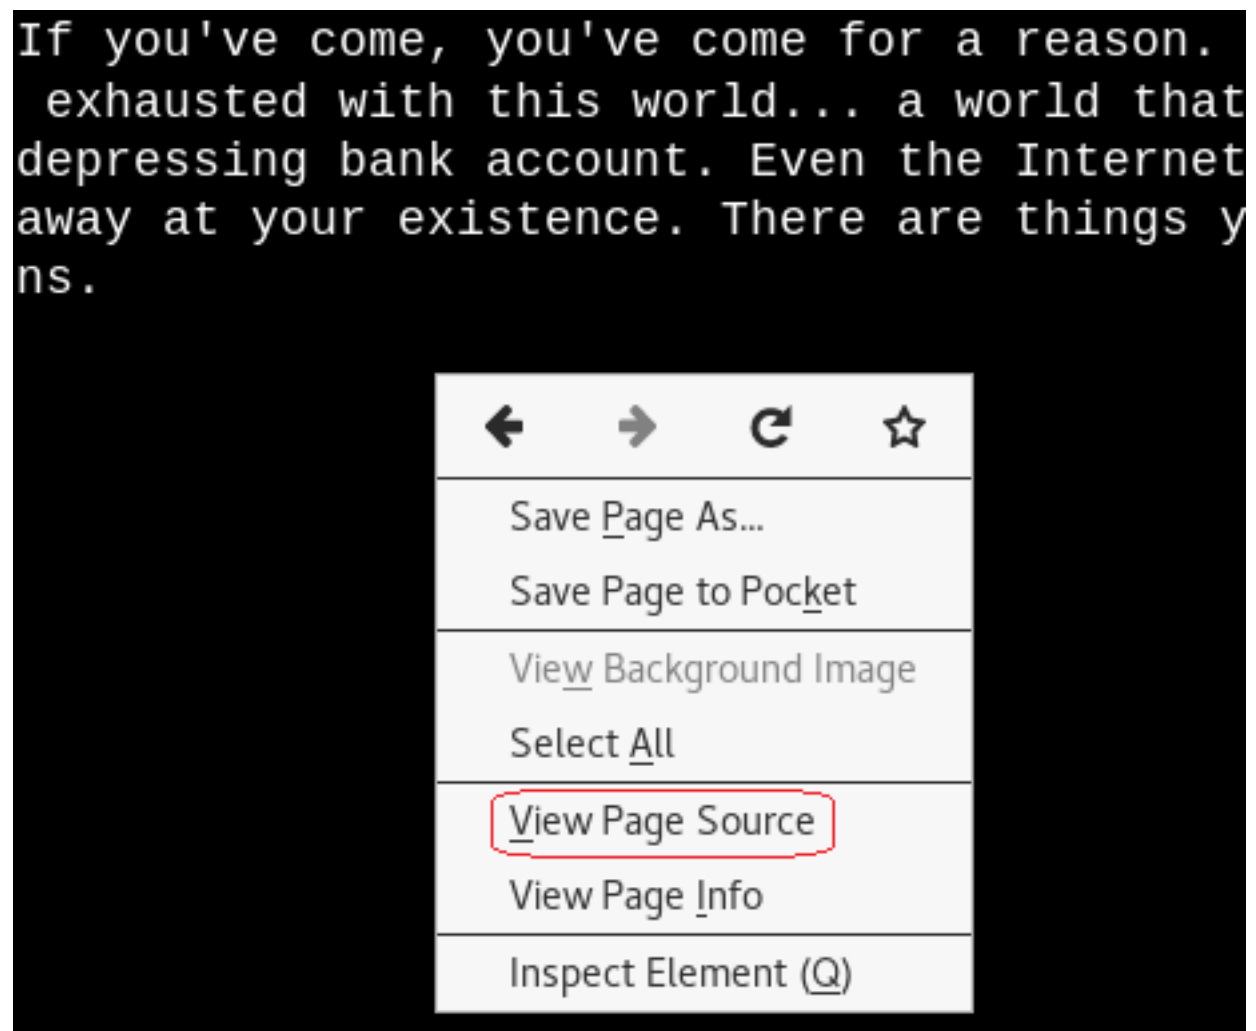 If you've come, you've come for a reason.
exhausted with this world... a world that
depressing bank account. Even the Internet
away at your existence. There are things y
ns.
Save Page As...
Save Page to Pocket
View Background Image
Select All
View Page Source
View Page Info
Inspect Element (Q)